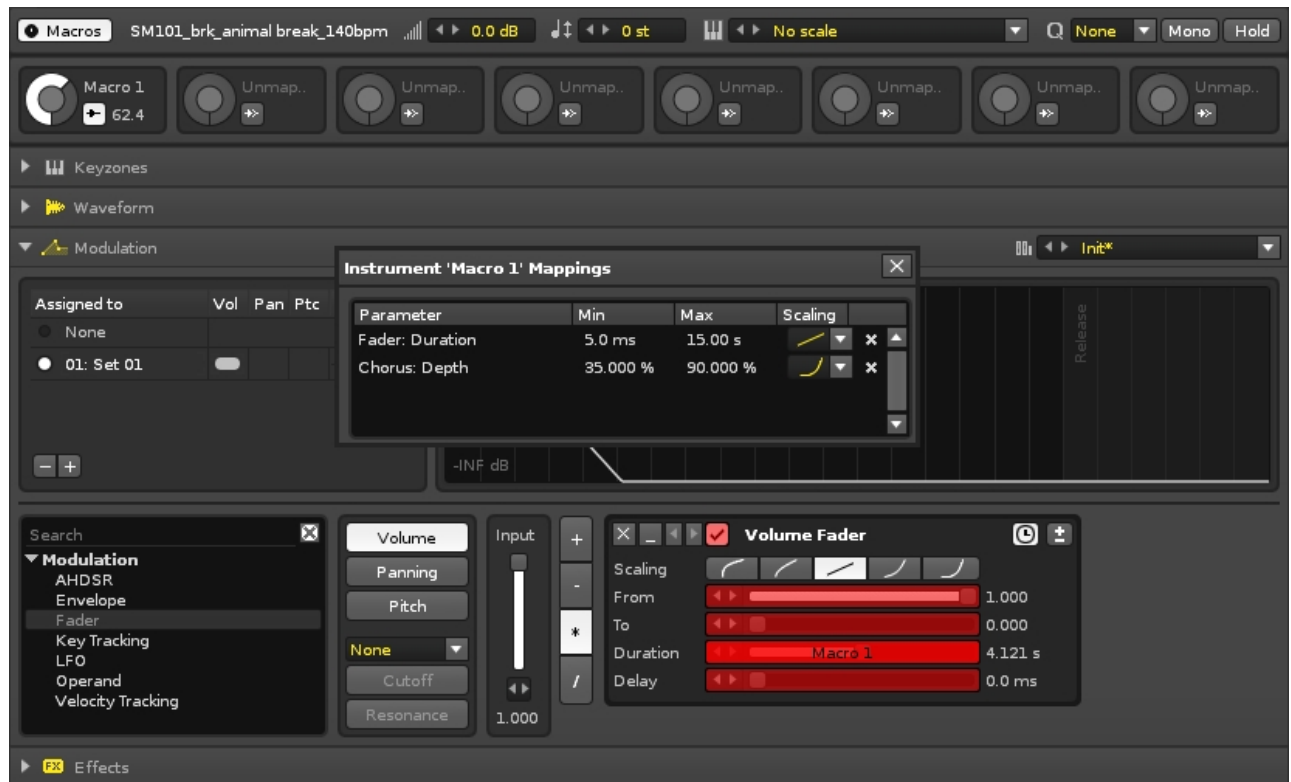 Macros SM101_brk_animal break_140bpm 0.0 dB 0 st No scale Q None Mono Hold
Macro 1 Unmap.. Unmap.. Unmap.. Unmap.. Unmap.. Unmap.. Unmap..
62.4
Keyzones
Waveform
Modulation Init*
Instrument 'Macro 1' Mappings
Assigned to Vol Pan Ptc
Parameter Min Max Scaling
None
Fader: Duration 5.0 ms 15.00 s
01: Set 01
Chorus: Depth 35.000 % 90.000 %
Release
-INF dB
Search
Modulation
AHDSR
Envelope
Fader
Key Tracking
LFO
Operand
Velocity Tracking
Volume
Panning
Pitch
None
Cutoff
Resonance
Input
1.000
+
-
*
/
Volume Fader
Scaling
From 1.000
To 0.000
Duration Macro 1 4.121 s
Delay 0.0 ms
FX Effects